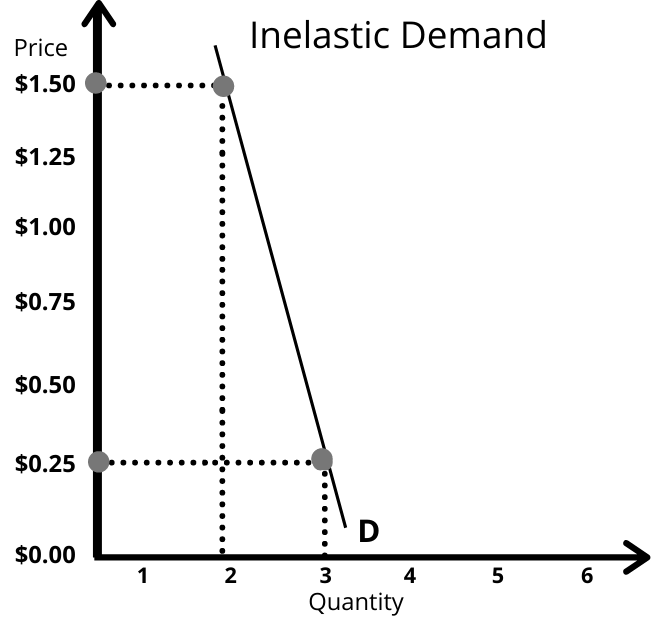 Inelastic Demand
Price
$1.50
$1.25
$1.00
$0.75
$0.50
$0.25
D
$0.00
1 2 3 4 5 6
Quantity